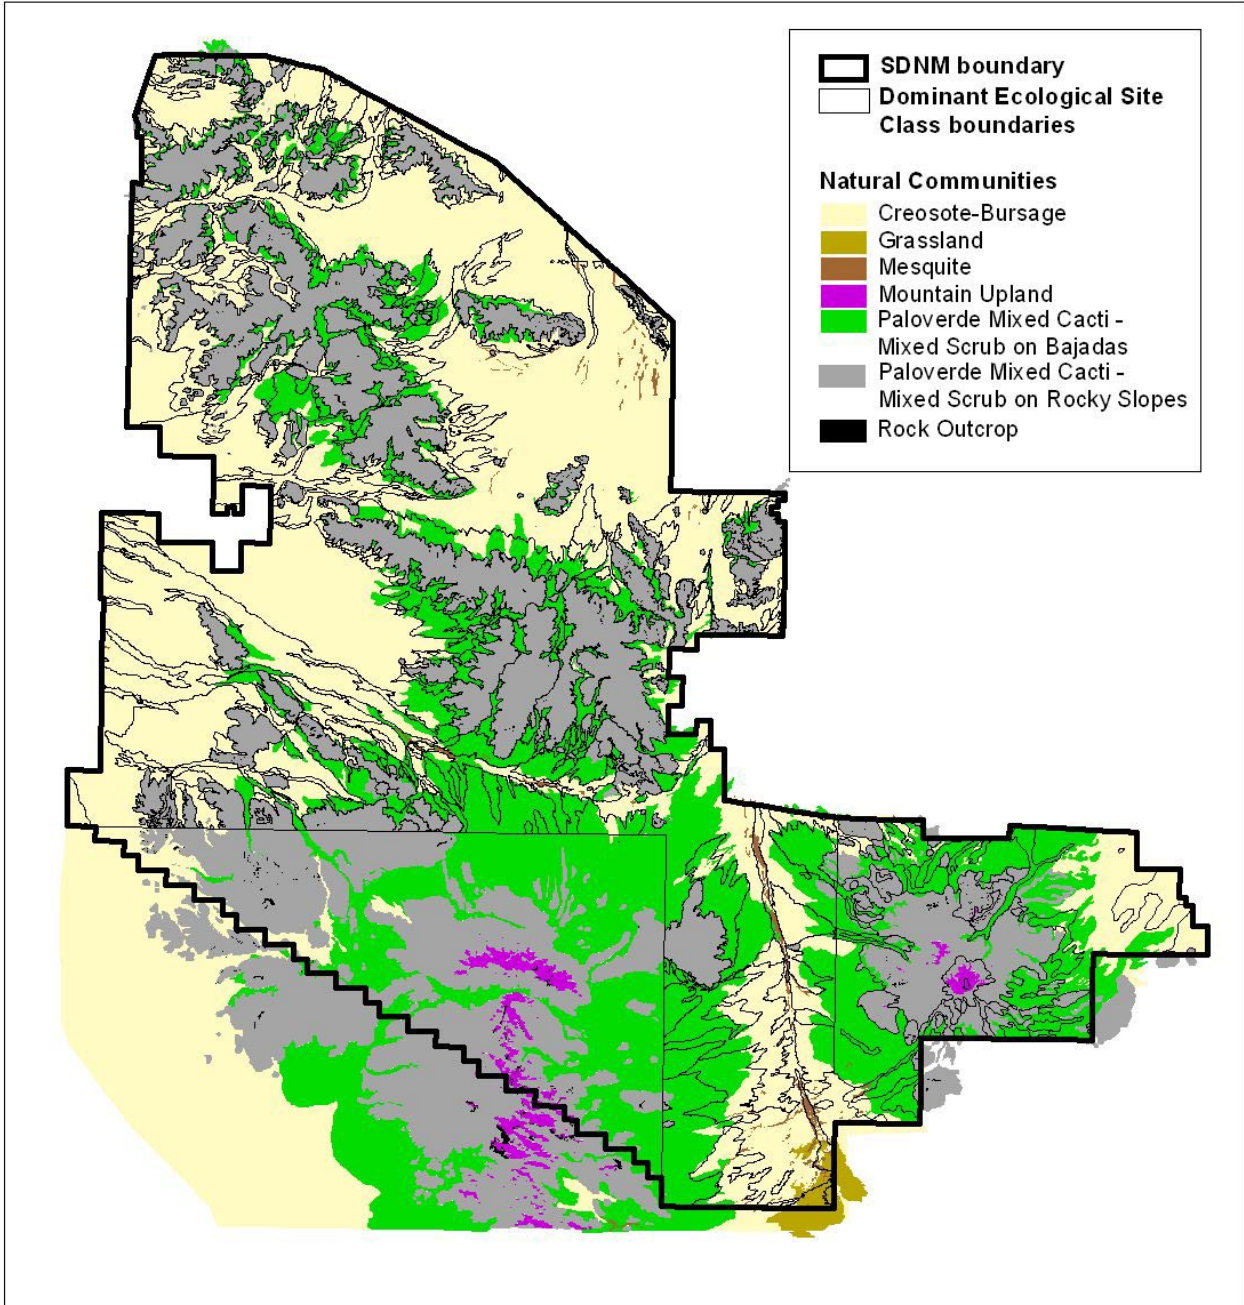 SDNM boundary
Dominant Ecological Site
Class boundaries
Natural Communities
Creosote-Bursage
Grassland
Mesquite
Mountain Upland
Paloverde Mixed Cacti -
Mixed Scrub on Bajadas
Paloverde Mixed Cacti -
Mixed Scrub on Rocky Slopes
Rock Outcrop